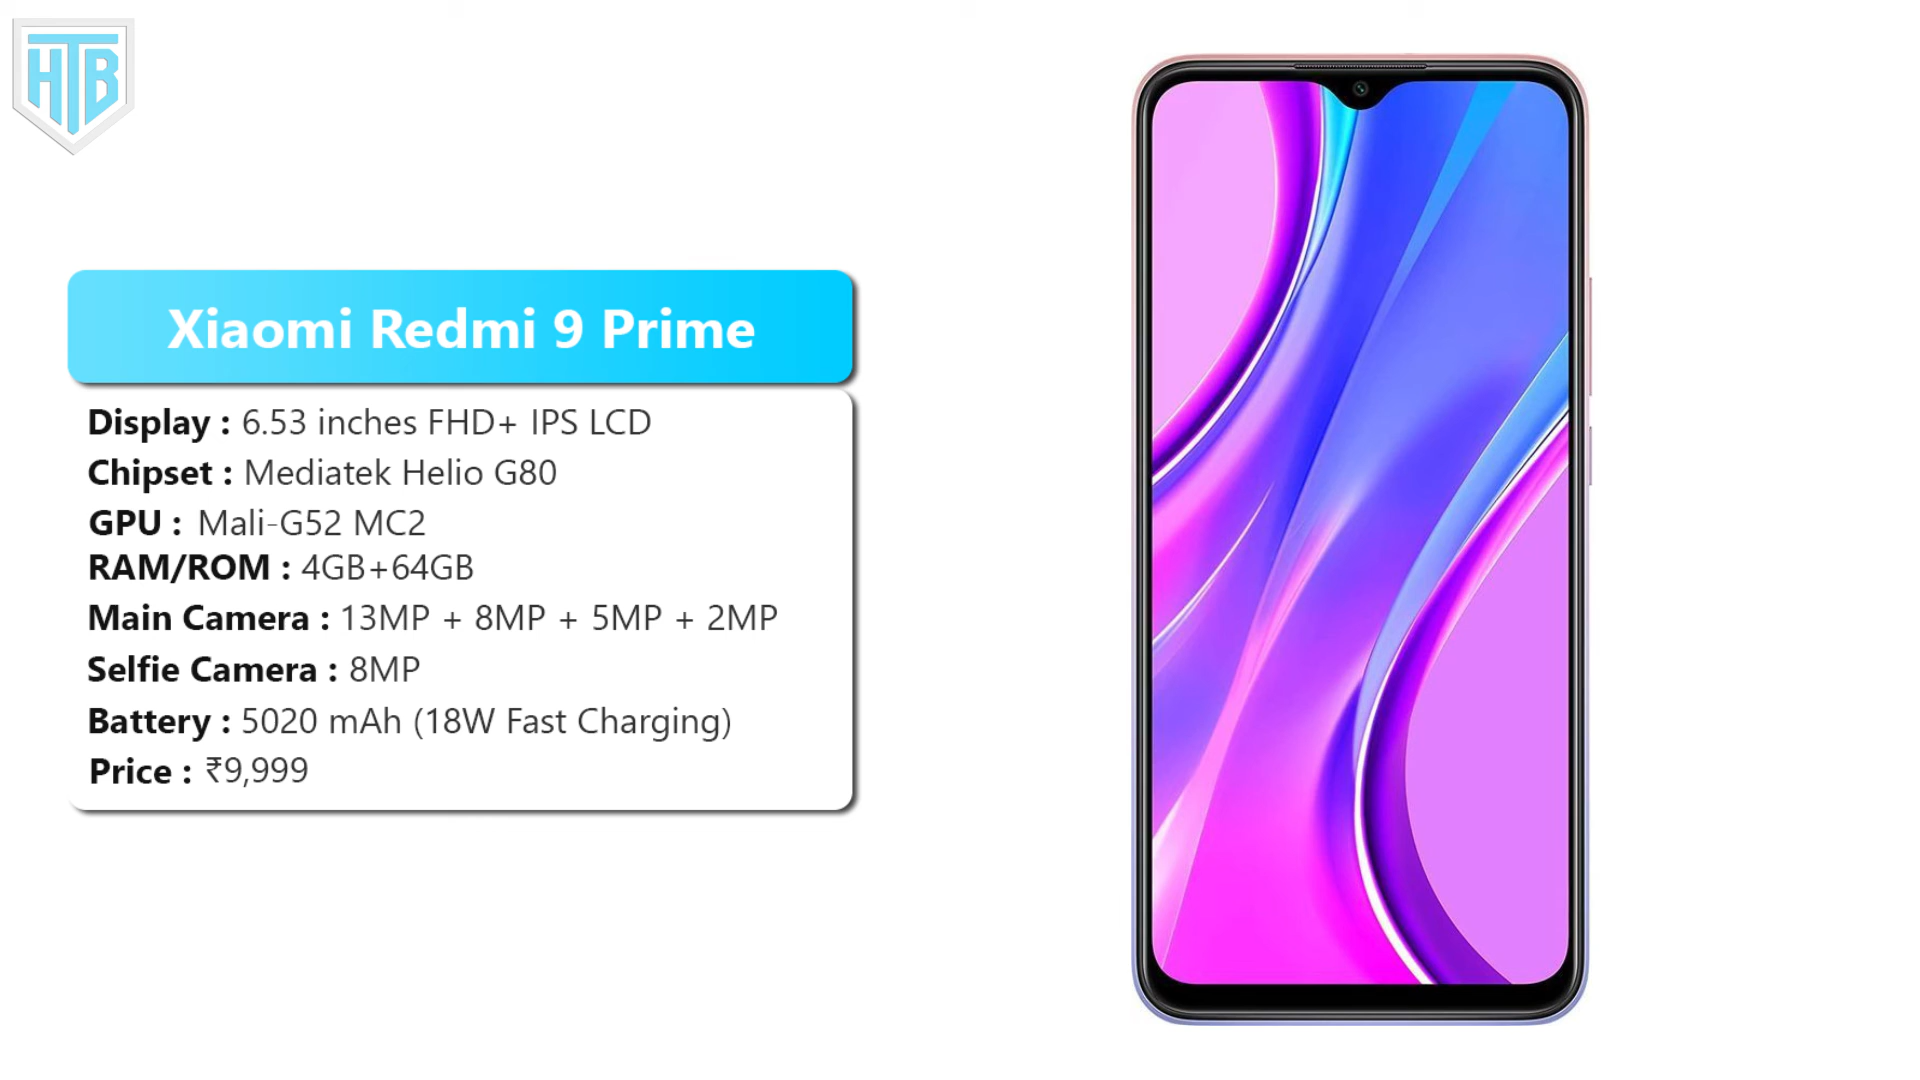 HTB
Xiaomi Redmi 9 Prime
Display : 6.53 inches FHD+ IPS LCD
Chipset : Mediatek Helio G80
GPU : Mali-G52 MC2
RAM/ROM : 4GB+64GB
Main Camera : 13MP + 8MP + 5MP + 2MP
Selfie Camera : 8MP
Battery : 5020 mAh (18W Fast Charging)
Price : ₹9,999